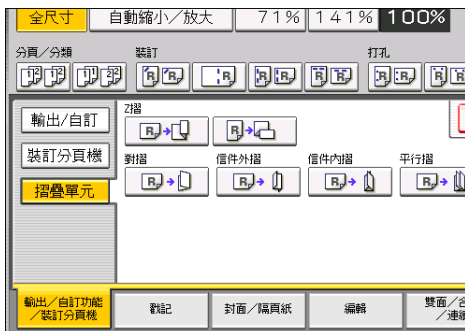 全尺寸 自動縮小／放大 71% 141% 100%
分頁／分類 裝訂 打孔
輸出/自訂
裝訂分頁機
摺疊單元
Z摺
對摺 信件外摺 信件內摺 平行摺
輸出／自訂功能
／裝訂分頁機
戳記 封面／隔頁紙 編輯